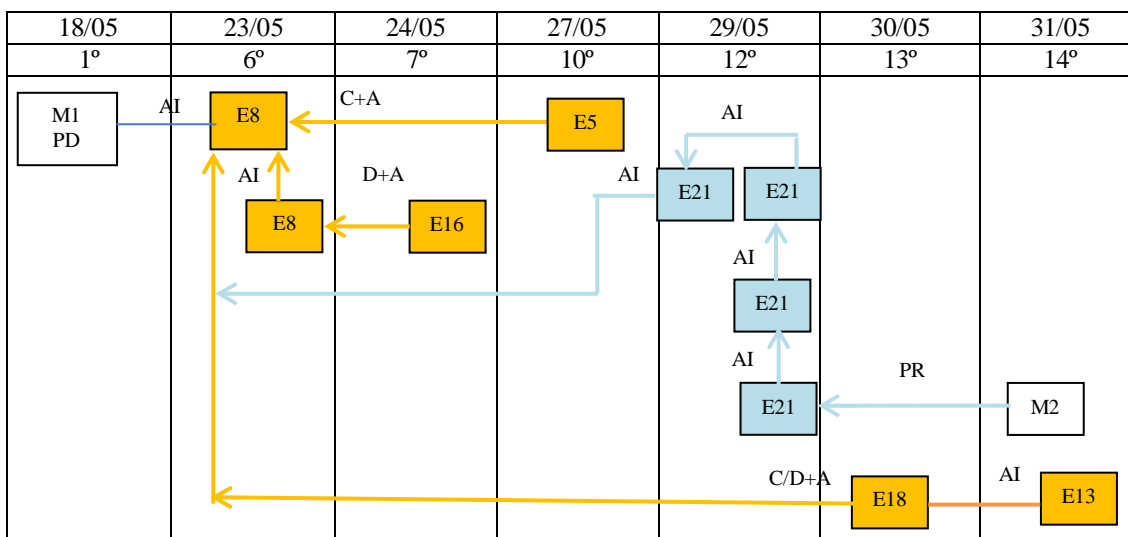 18/05 23/05 24/05 27/05 29/05 30/05 31/05
1º 6º 7º 10º 12º 13º 14º
M1
PD
AI
E8
C+A
E5
AI
AI
E8
D+A
E16
AI
E21
E21
AI
E21
AI
E21
PR
M2
C/D+A
E18
AI
E13